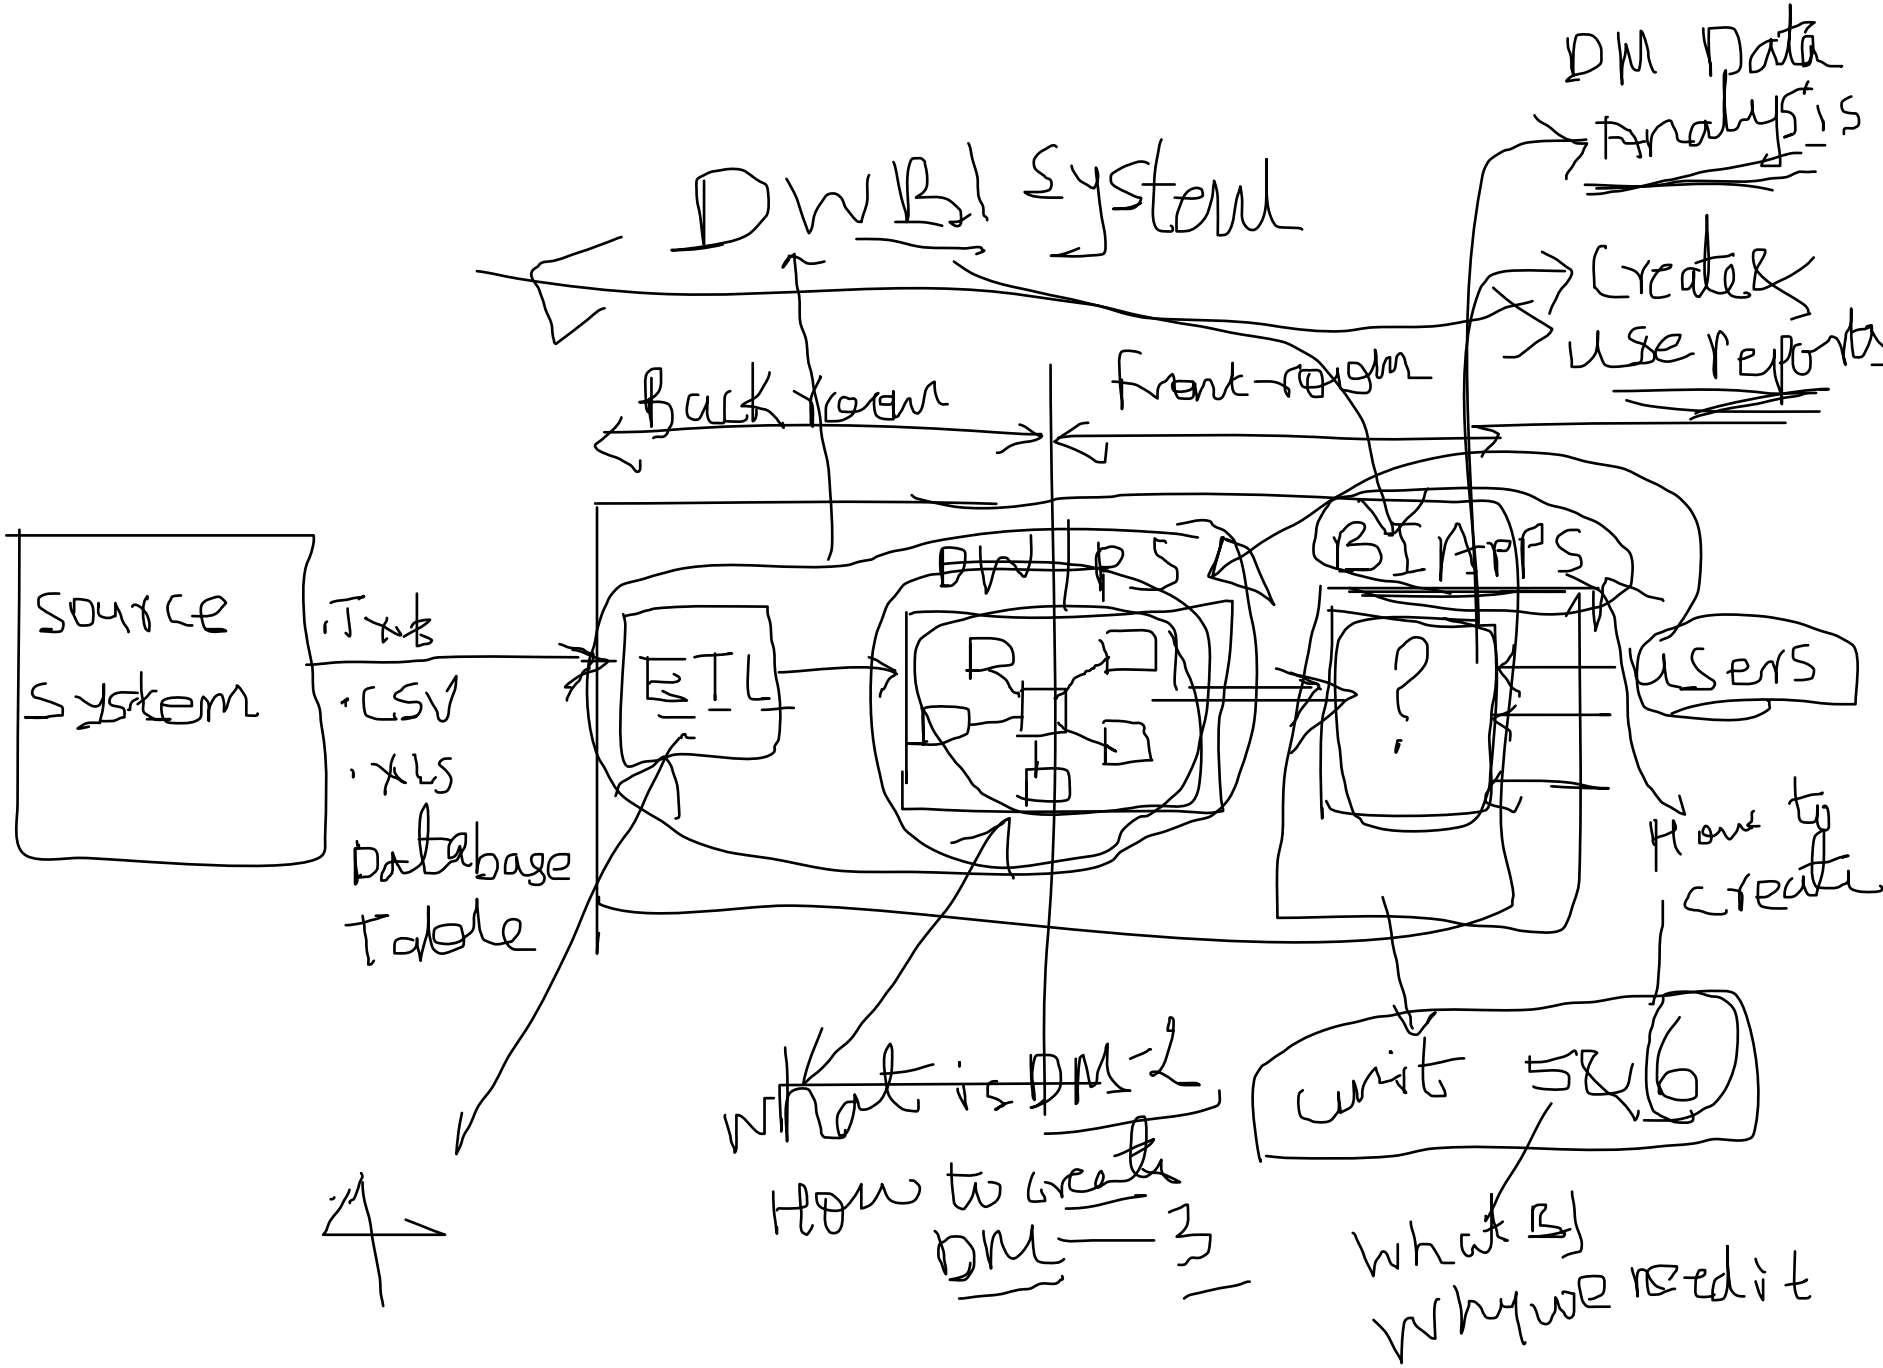 DM Data
Analysis
DWBI System
Create &
use reports
Back room
Front-room
DW/PS
BI Apps
Source
System
.Txt
.CSV
.XLS
Database
Table
ETL
D
D
D
D
D
?
users
How to
create
unit 5 & 6
What is DM-2
How to create
DM — 3
4
What BI
Why we need it